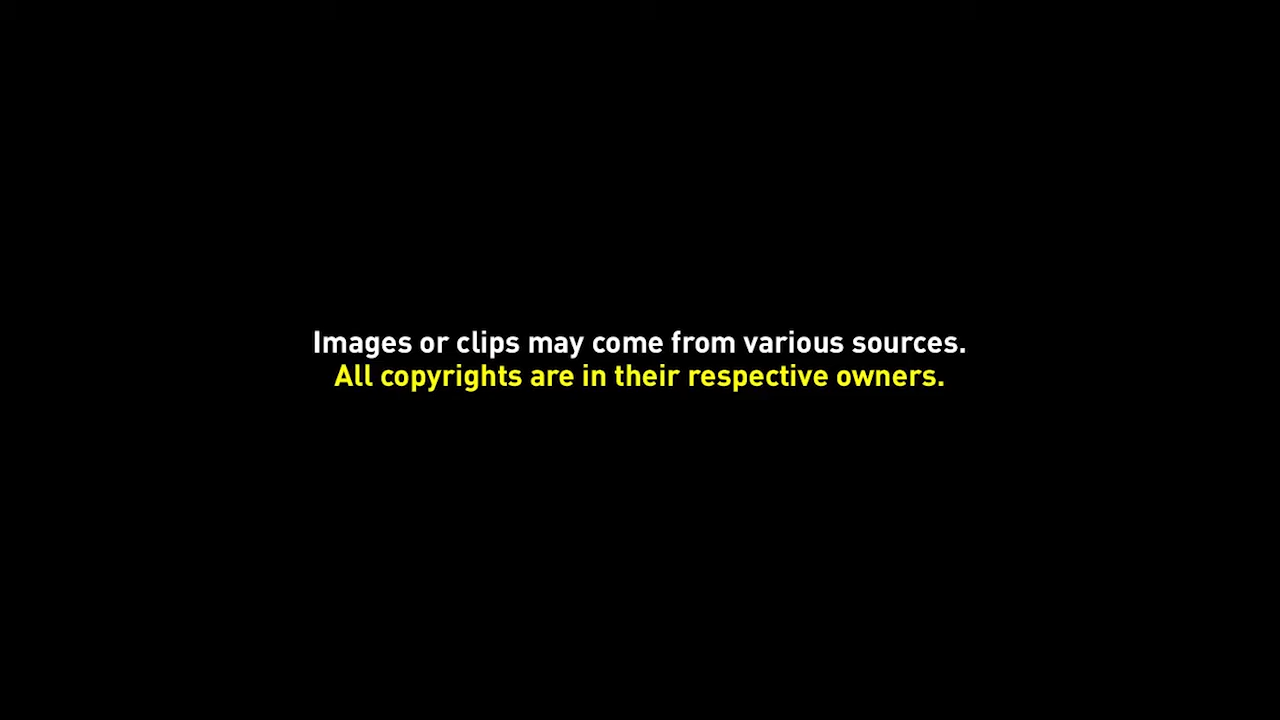 Images or clips may come from various sources.
All copyrights are in their respective owners.